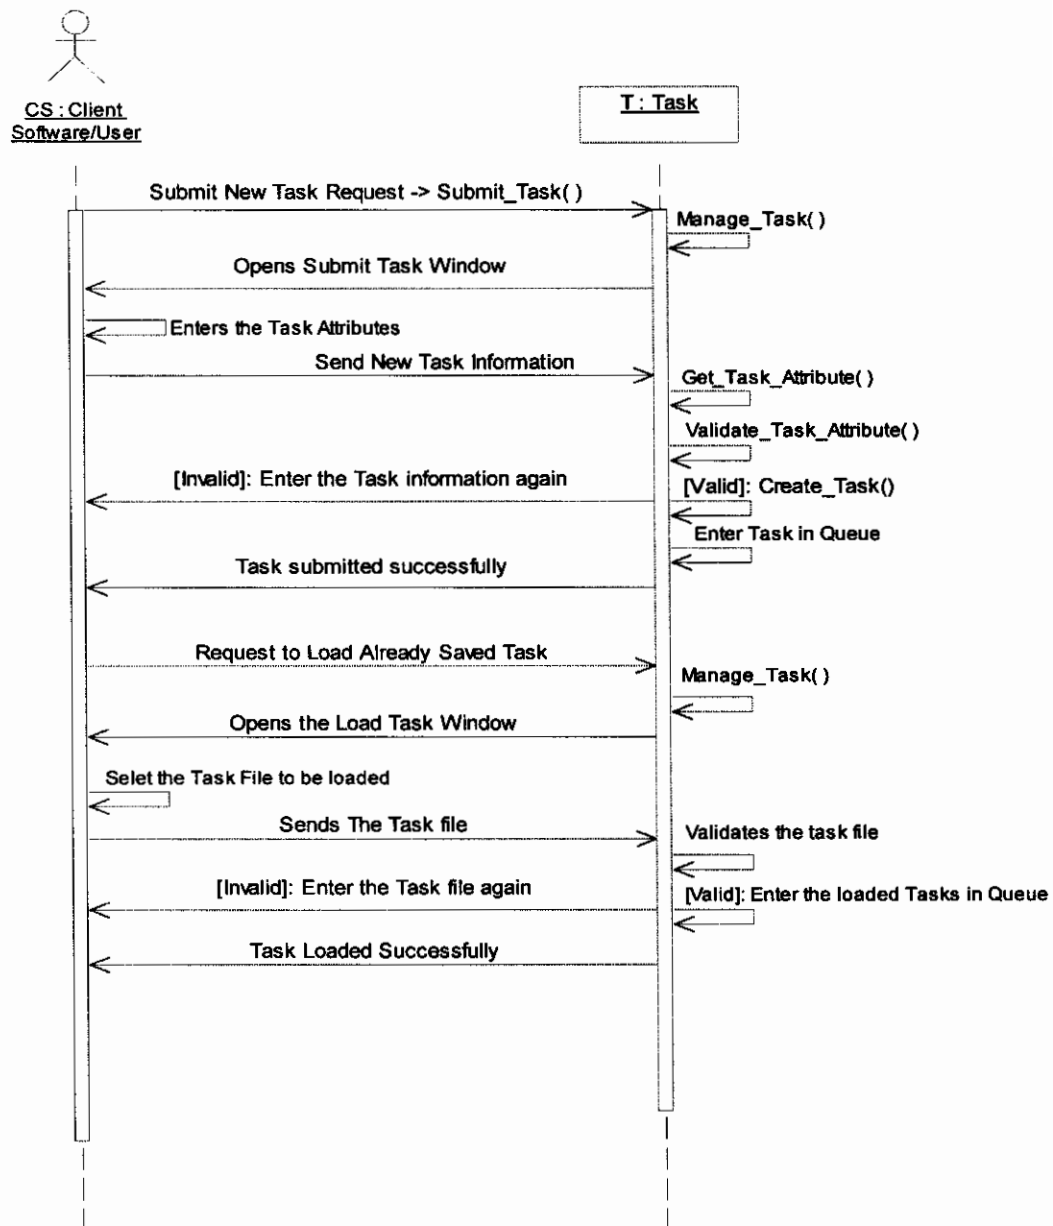 CS : Client
Software/User
T : Task
Submit New Task Request -> Submit_Task( )
Manage_Task( )
Opens Submit Task Window
Enters the Task Attributes
Send New Task Information
Get_Task_Attribute( )
Validate_Task_Attribute( )
[Invalid]: Enter the Task information again
[Valid]: Create_Task()
Enter Task in Queue
Task submitted successfully
Request to Load Already Saved Task
Manage_Task( )
Opens the Load Task Window
Selet the Task File to be loaded
Sends The Task file
Validates the task file
[Invalid]: Enter the Task file again
[Valid]: Enter the loaded Tasks in Queue
Task Loaded Successfully